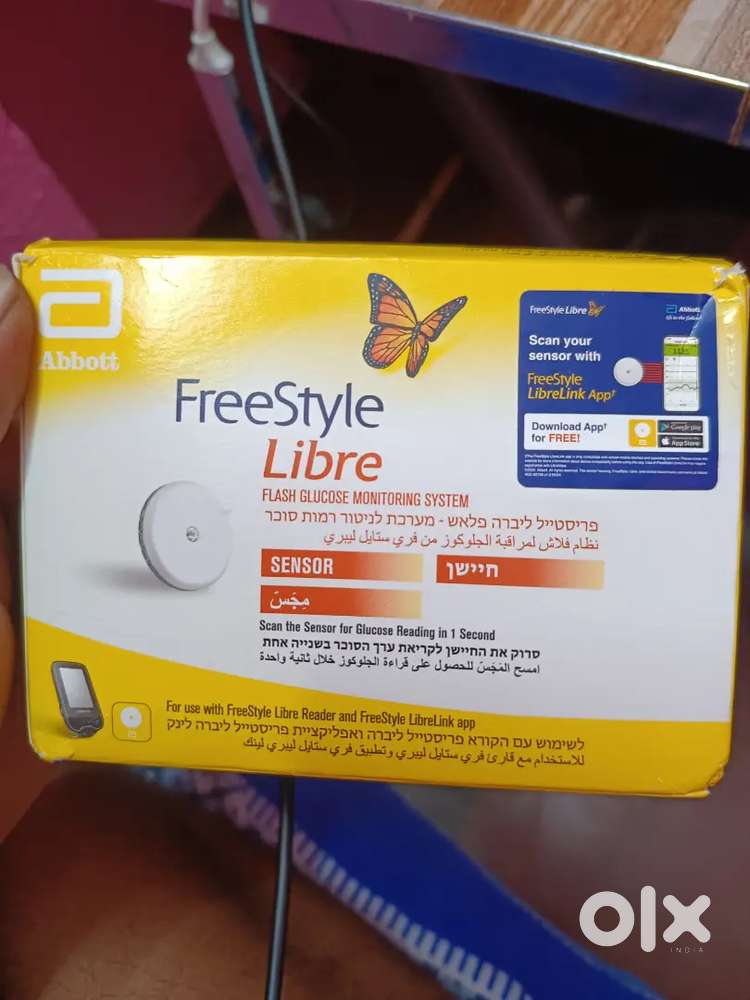 Abbott
FreeStyle
Libre
FLASH GLUCOSE MONITORING SYSTEM
פריסטייל ליברה פלאש - מערכת לניטור רמות סוכר
نظام فلاش لمراقبة الجلوكوز من فري ستايل ليبري
SENSOR
חיישן
مِجَسّ
Scan the Sensor for Glucose Reading in 1 Second
סרוק את החיישן לקריאת ערך הסוכר בשנייה אחת
امسح المَجَسّ للحصول على قراءة الجلوكوز خلال ثانية واحدة
FreeStyle Libre
Abbott
Scan your
sensor with
FreeStyle
LibreLink App†
Download App†
for FREE!
Google play
App Store
For use with FreeStyle Libre Reader and FreeStyle LibreLink app
לשימוש עם הקורא פריסטייל ליברה ואפליקציית פריסטייל ליברה לינק
للاستخدام مع قارئ فري ستايل ليبري وتطبيق فري ستايل ليبري لينك
olx
INDIA